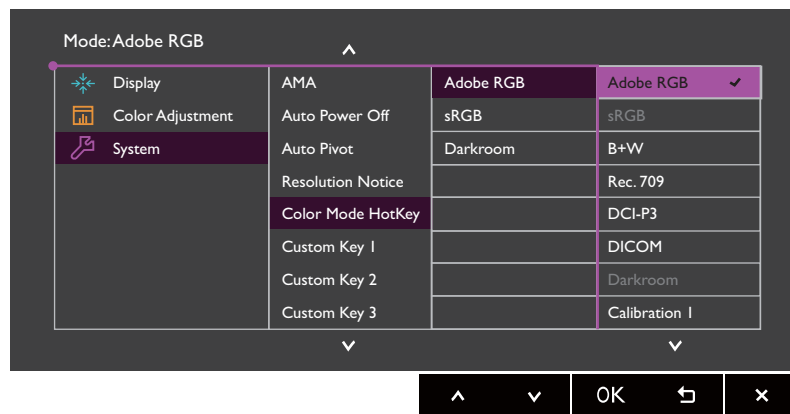 Mode: Adobe RGB
Display
Color Adjustment
System
AMA
Auto Power Off
Auto Pivot
Resolution Notice
Color Mode HotKey
Custom Key 1
Custom Key 2
Custom Key 3
Adobe RGB
sRGB
Darkroom
Adobe RGB
sRGB
B+W
Rec. 709
DCI-P3
DICOM
Darkroom
Calibration 1
OK